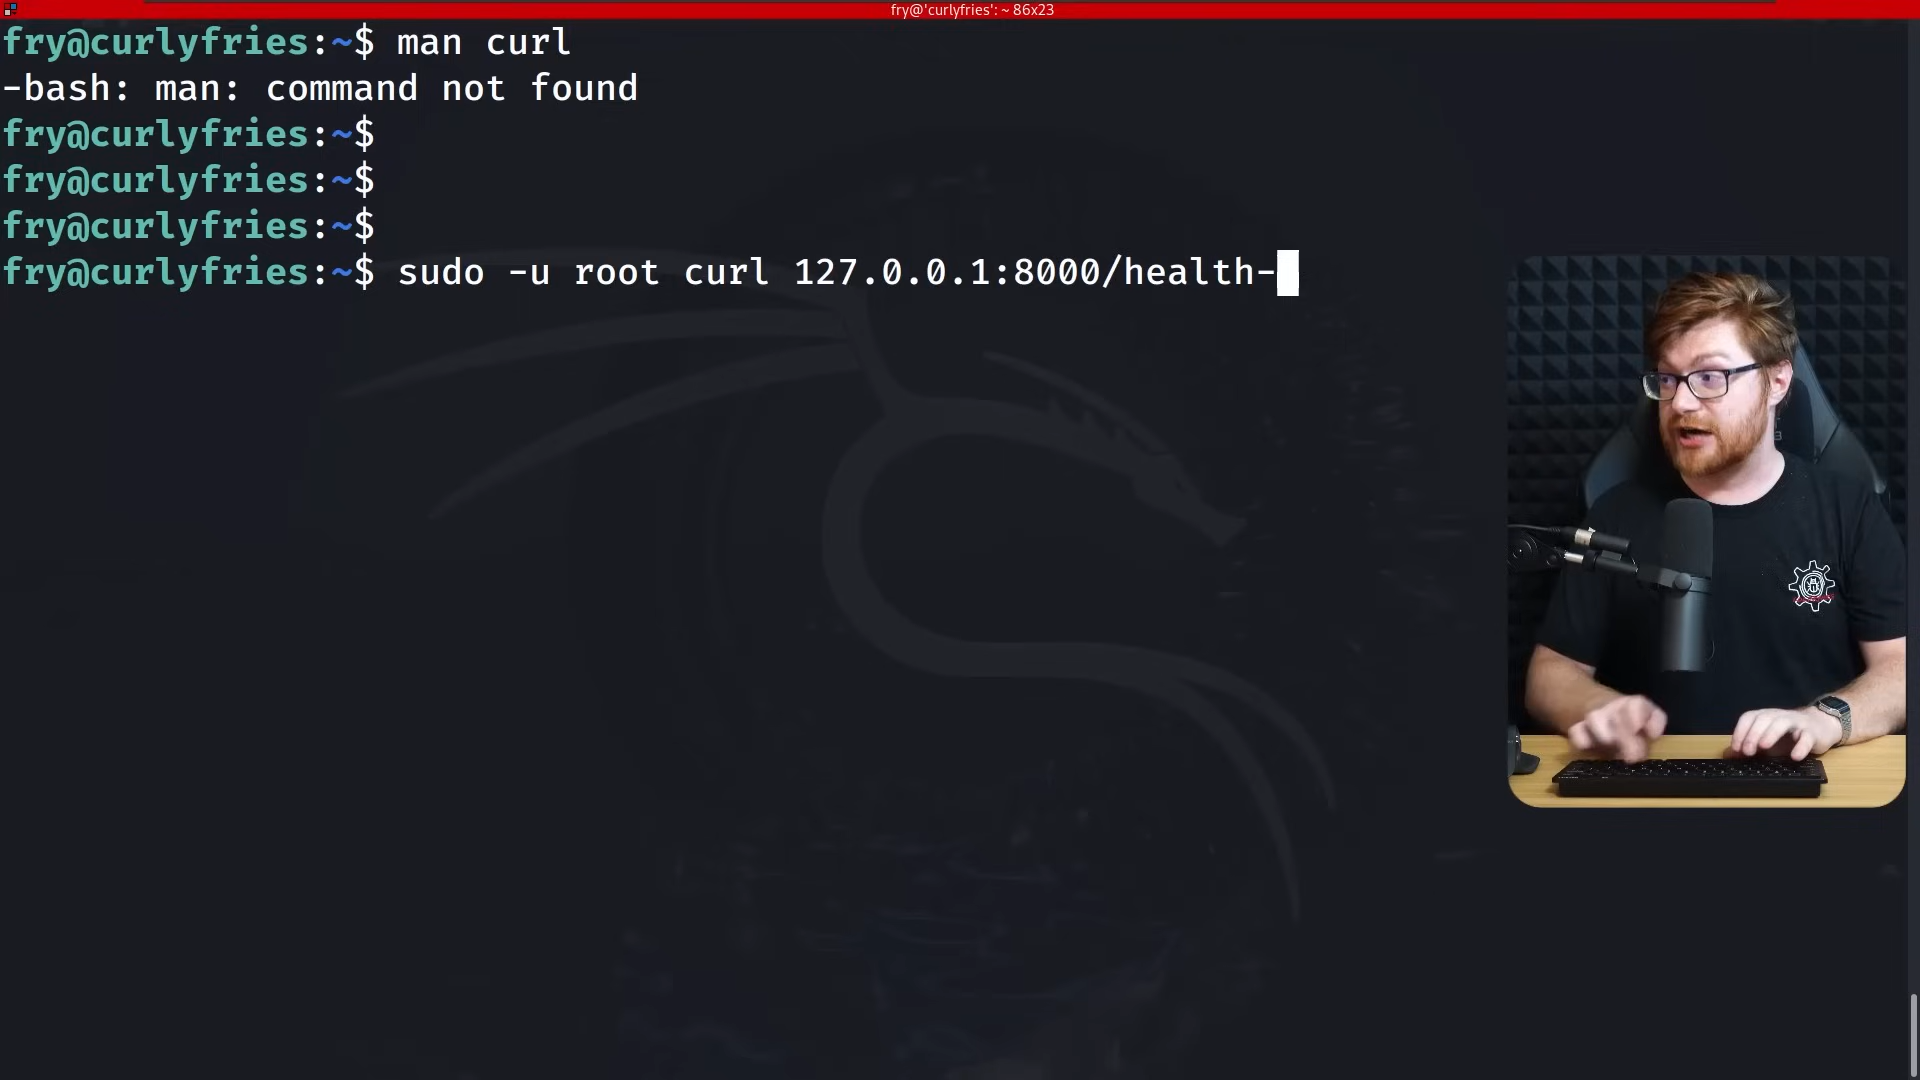 fry@'curlyfries': ~ 86x23
fry@curlyfries:~$ man curl
-bash: man: command not found
fry@curlyfries:~$
fry@curlyfries:~$
fry@curlyfries:~$
fry@curlyfries:~$ sudo -u root curl 127.0.0.1:8000/health-